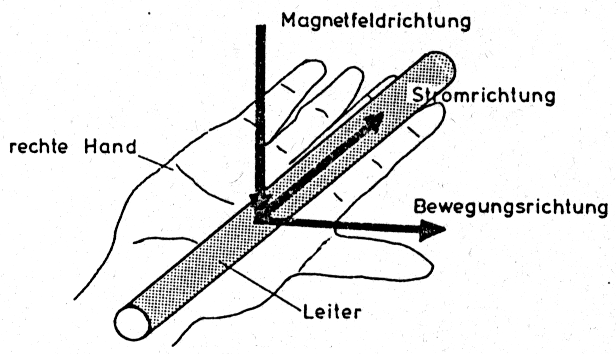 Magnetfeldrichtung
Stromrichtung
rechte Hand
Bewegungsrichtung
Leiter